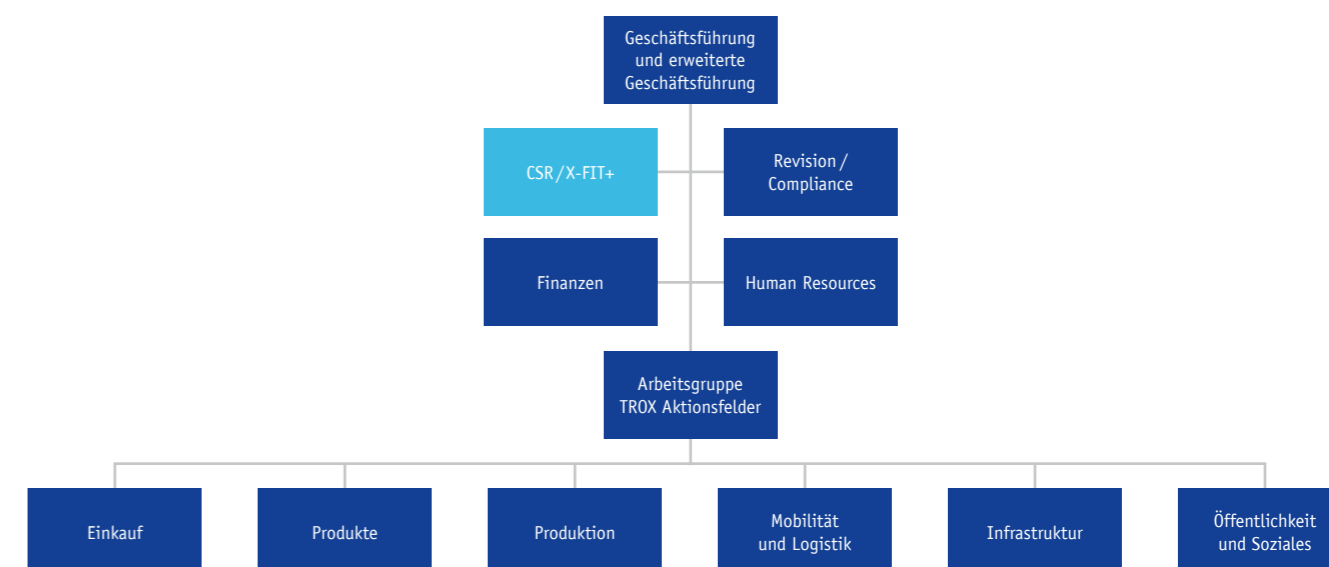 Geschäftsführung
und erweiterte
Geschäftsführung
CSR/X-FIT+
Revision /
Compliance
Finanzen
Human Resources
Arbeitsgruppe
TROX Aktionsfelder
Einkauf
Produkte
Produktion
Mobilität
und Logistik
Infrastruktur
Öffentlichkeit
und Soziales